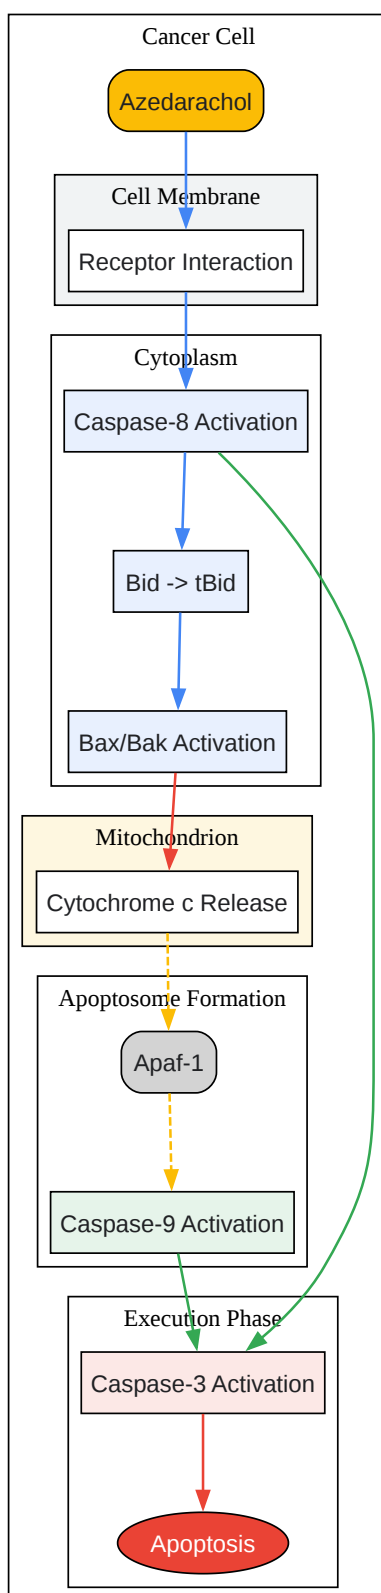 Cancer Cell
Azedarachol
Cell Membrane
Receptor Interaction
Cytoplasm
Caspase-8 Activation
Bid -> tBid
Bax/Bak Activation
Mitochondrion
Cytochrome c Release
Apoptosome Formation
Apaf-1
Caspase-9 Activation
Execution Phase
Caspase-3 Activation
Apoptosis